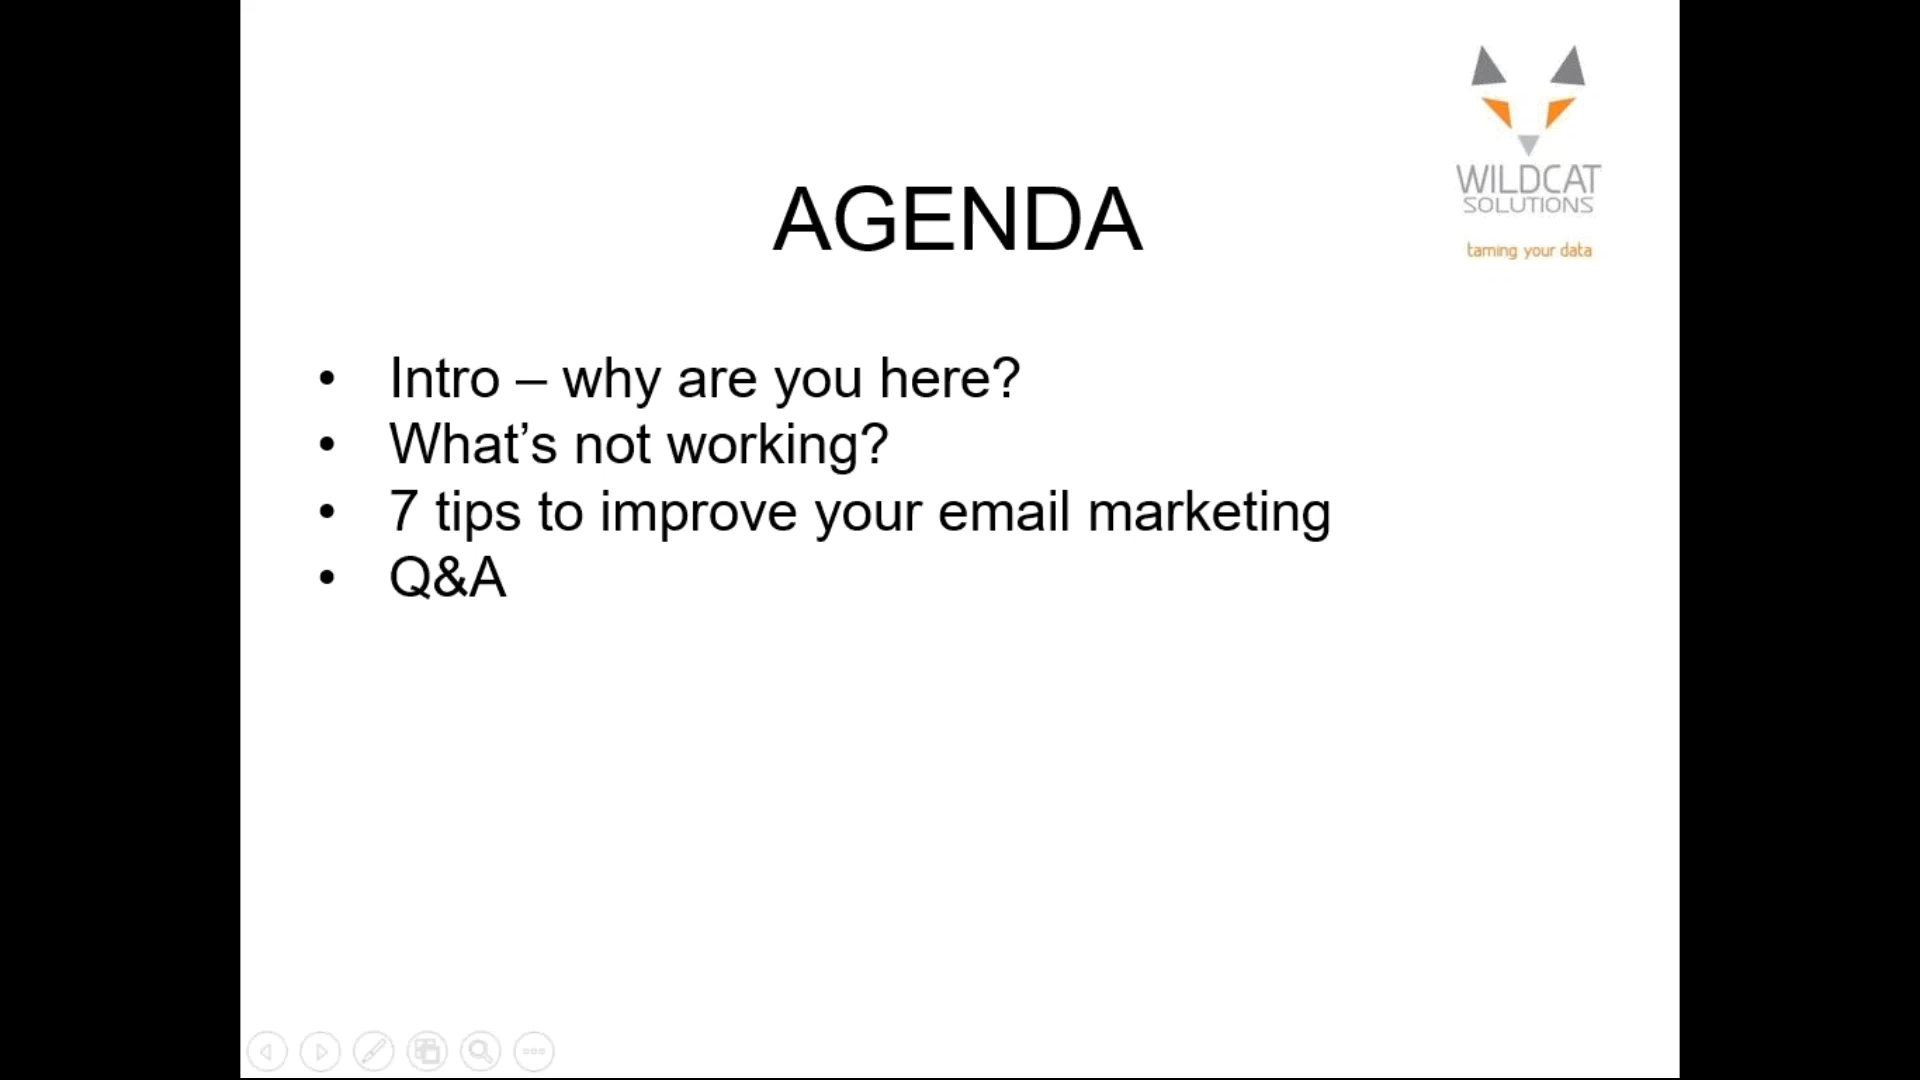 WILDCAT
SOLUTIONS
taming your data
AGENDA
• Intro – why are you here?
• What’s not working?
• 7 tips to improve your email marketing
• Q&A